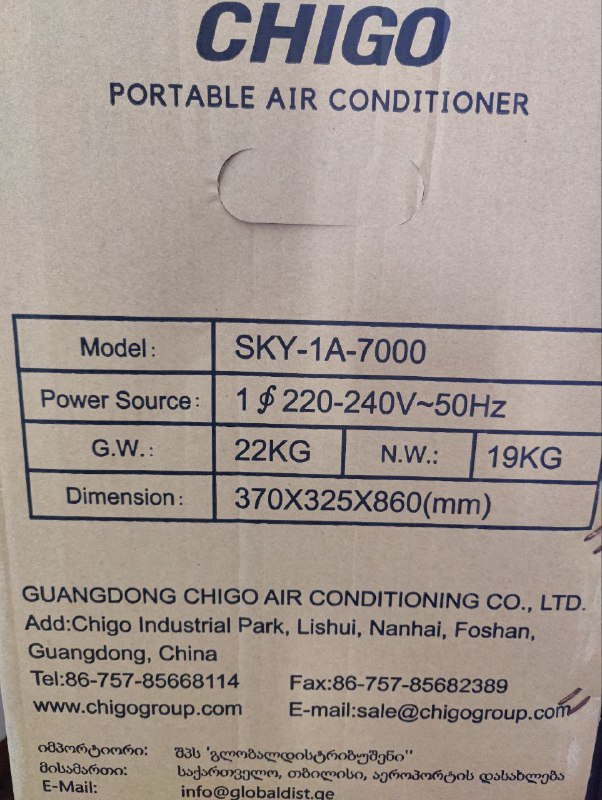 CHIGO
PORTABLE AIR CONDITIONER
Model: SKY-1A-7000
Power Source: 1 ∮ 220-240V~50Hz
G.W.: 22KG N.W.: 19KG
Dimension: 370X325X860(mm)
GUANGDONG CHIGO AIR CONDITIONING CO., LTD.
Add:Chigo Industrial Park, Lishui, Nanhai, Foshan,
Guangdong, China
Tel:86-757-85668114 Fax:86-757-85682389
www.chigogroup.com E-mail:sale@chigogroup.com
იმპორტიორი: შპს 'გლობალდისტრიბუშენი"
მისამართი: საქართველო, თბილისი, აეროპორტის დასახლება
E-Mail: info@globaldist.ge